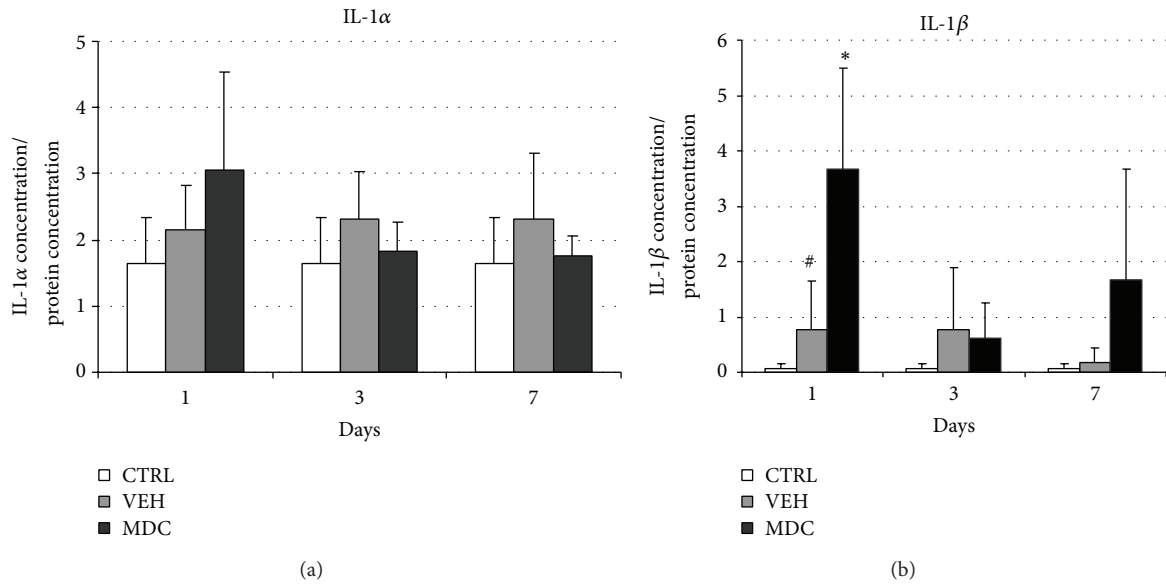 IL-1α
5
4
3
2
1
0
IL-1α concentration/
protein concentration
1
3
7
Days
CTRL
VEH
MDC
(a)
IL-1β
6
5
4
3
2
1
0
IL-1β concentration/
protein concentration
#
*
1
3
7
Days
CTRL
VEH
MDC
(b)